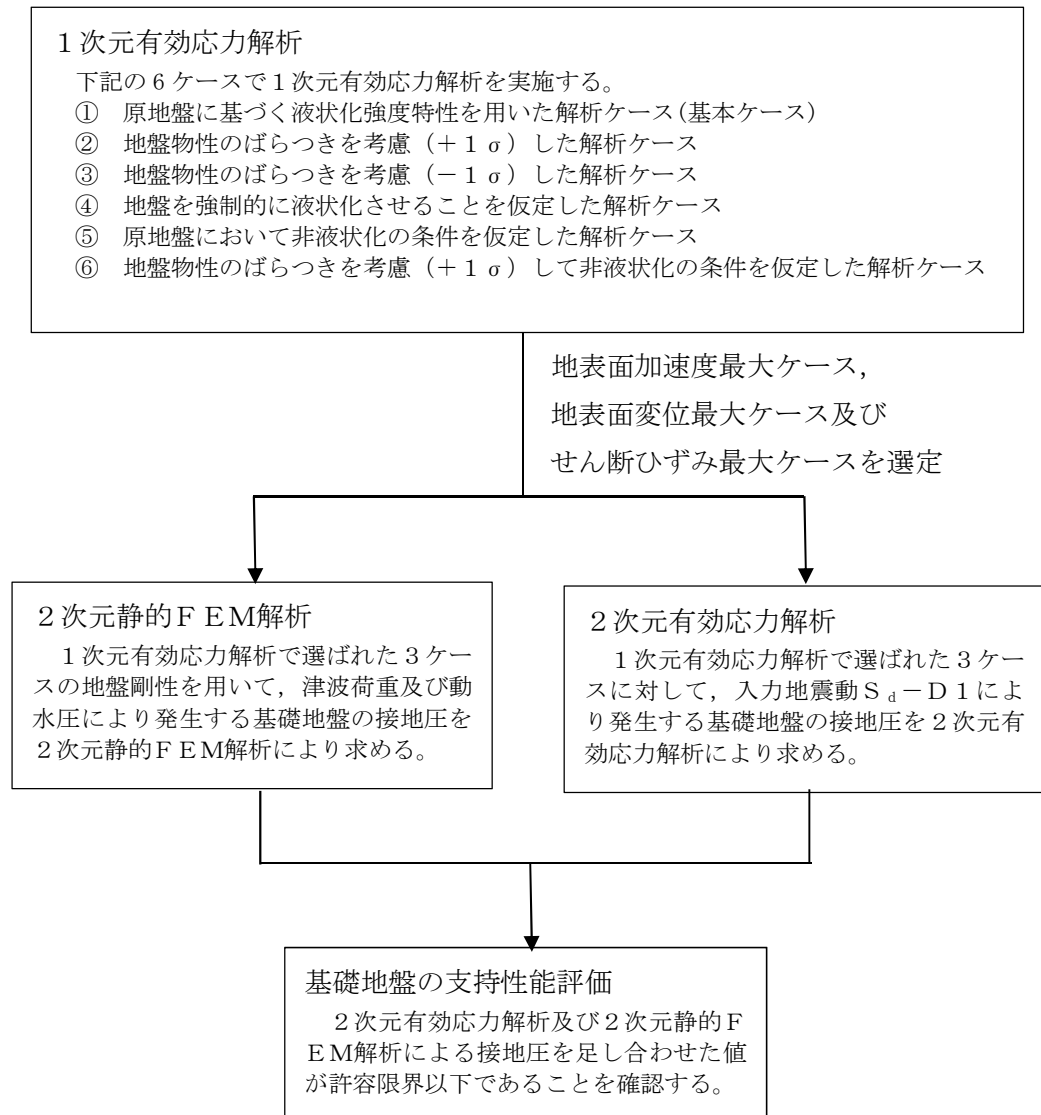 １次元有効応力解析
下記の 6 ケースで１次元有効応力解析を実施する。
① 原地盤に基づく液状化強度特性を用いた解析ケース(基本ケース)
② 地盤物性のばらつきを考慮（＋１σ）した解析ケース
③ 地盤物性のばらつきを考慮（－１σ）した解析ケース
④ 地盤を強制的に液状化させることを仮定した解析ケース
⑤ 原地盤において非液状化の条件を仮定した解析ケース
⑥ 地盤物性のばらつきを考慮（＋１σ）して非液状化の条件を仮定した解析ケース
地表面加速度最大ケース，
地表面変位最大ケース及び
せん断ひずみ最大ケースを選定
２次元静的ＦＥＭ解析
１次元有効応力解析で選ばれた３ケー
スの地盤剛性を用いて，津波荷重及び動
水圧により発生する基礎地盤の接地圧を
２次元静的ＦＥＭ解析により求める。
２次元有効応力解析
１次元有効応力解析で選ばれた３ケー
スに対して，入力地震動Ｓｄ－Ｄ１によ
り発生する基礎地盤の接地圧を２次元有
効応力解析により求める。
基礎地盤の支持性能評価
２次元有効応力解析及び２次元静的Ｆ
ＥＭ解析による接地圧を足し合わせた値
が許容限界以下であることを確認する。